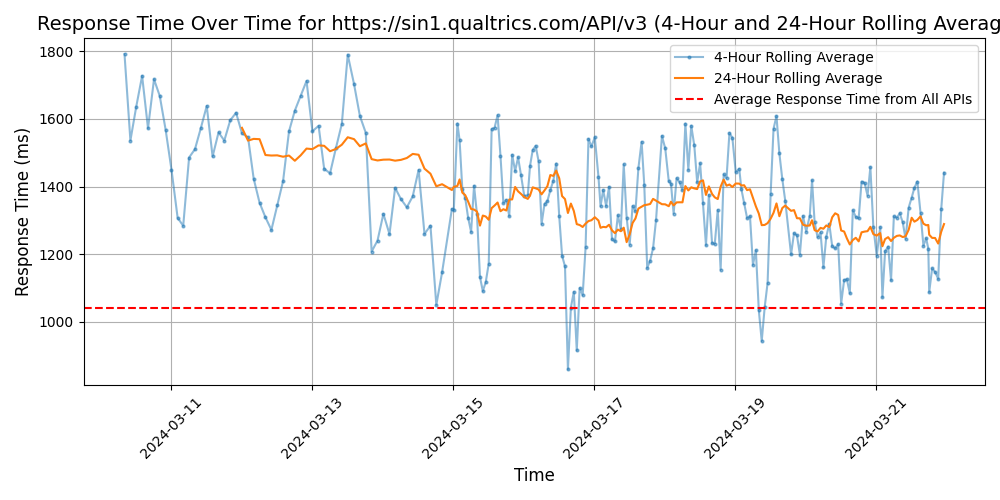 Response Time Over Time for https://sin1.qualtrics.com/API/v3 (4-Hour and 24-Hour Rolling Averag
4-Hour Rolling Average
24-Hour Rolling Average
Average Response Time from All APIs
Response Time (ms)
1800
1600
1400
1200
1000
2024-03-11
2024-03-13
2024-03-15
2024-03-17
2024-03-19
2024-03-21
Time